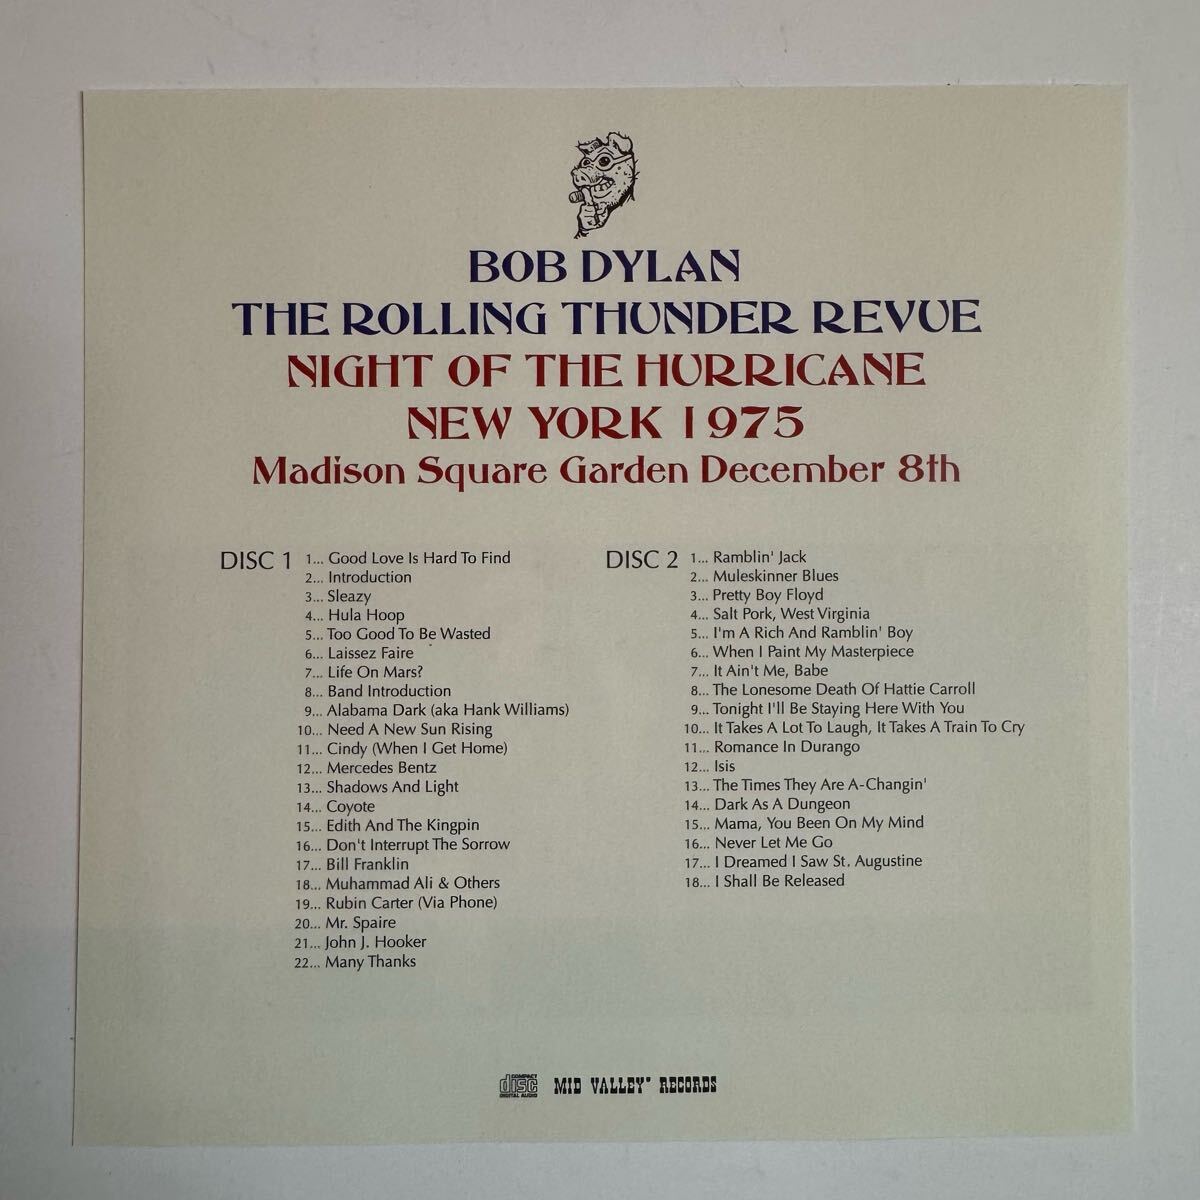 BOB DYLAN
THE ROLLING THUNDER REVUE
NIGHT OF THE HURRICANE
NEW YORK 1975
Madison Square Garden December 8th
DISC 1
1... Good Love Is Hard To Find
2... Introduction
3... Sleazy
4... Hula Hoop
5... Too Good To Be Wasted
6... Laissez Faire
7... Life On Mars?
8... Band Introduction
9... Alabama Dark (aka Hank Williams)
10... Need A New Sun Rising
11... Cindy (When I Get Home)
12... Mercedes Bentz
13... Shadows And Light
14... Coyote
15... Edith And The Kingpin
16... Don't Interrupt The Sorrow
17... Bill Franklin
18... Muhammad Ali & Others
19... Rubin Carter (Via Phone)
20... Mr. Spaire
21... John J. Hooker
22... Many Thanks
DISC 2
1... Ramblin' Jack
2... Muleskinner Blues
3... Pretty Boy Floyd
4... Salt Pork, West Virginia
5... I'm A Rich And Ramblin' Boy
6... When I Paint My Masterpiece
7... It Ain't Me, Babe
8... The Lonesome Death Of Hattie Carroll
9... Tonight I'll Be Staying Here With You
10... It Takes A Lot To Laugh, It Takes A Train To Cry
11... Romance In Durango
12... Isis
13... The Times They Are A-Changin'
14... Dark As A Dungeon
15... Mama, You Been On My Mind
16... Never Let Me Go
17... I Dreamed I Saw St. Augustine
18... I Shall Be Released
COMPACT
disc
DIGITAL AUDIO
MID VALLEY® RECORDS